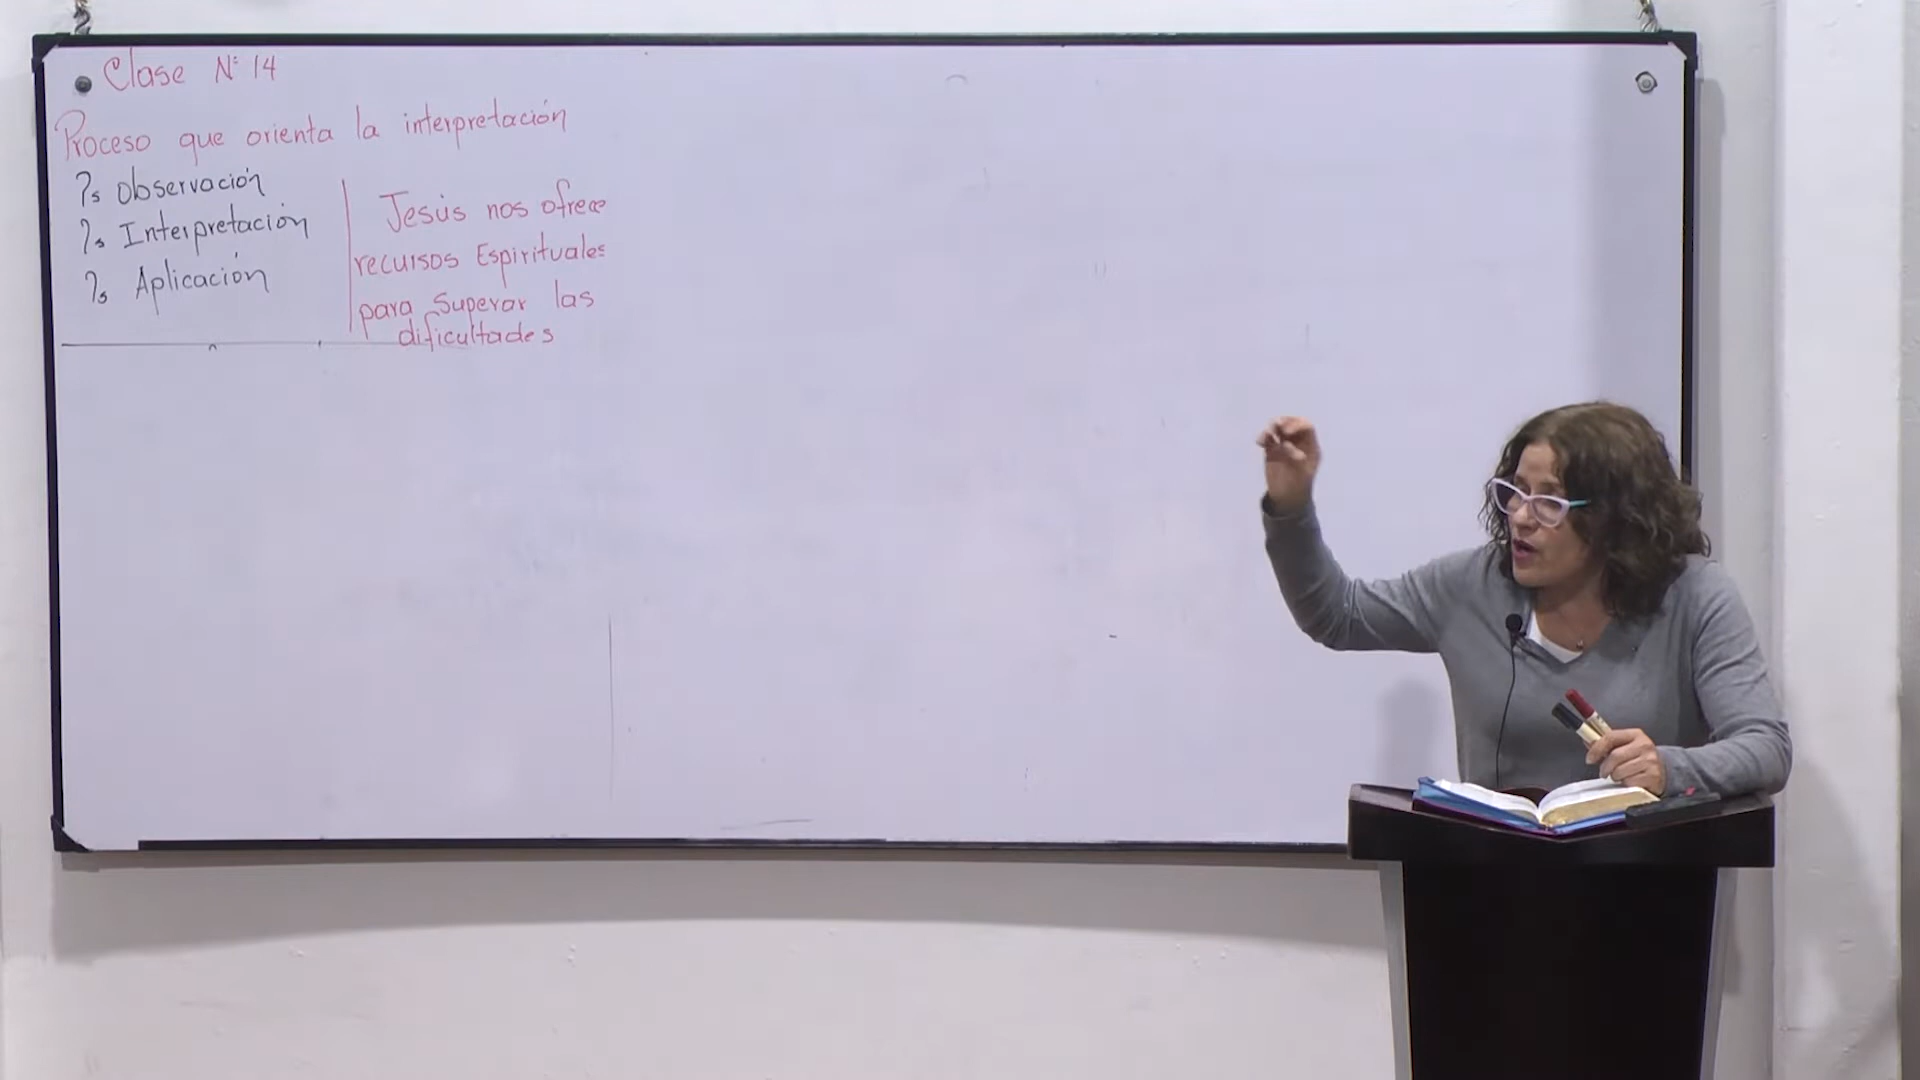 Clase N° 14
Proceso que orienta la interpretación
?s Observación
?s Interpretación
?s Aplicación
Jesús nos ofrece
recursos Espirituales
para Superar las
dificultades